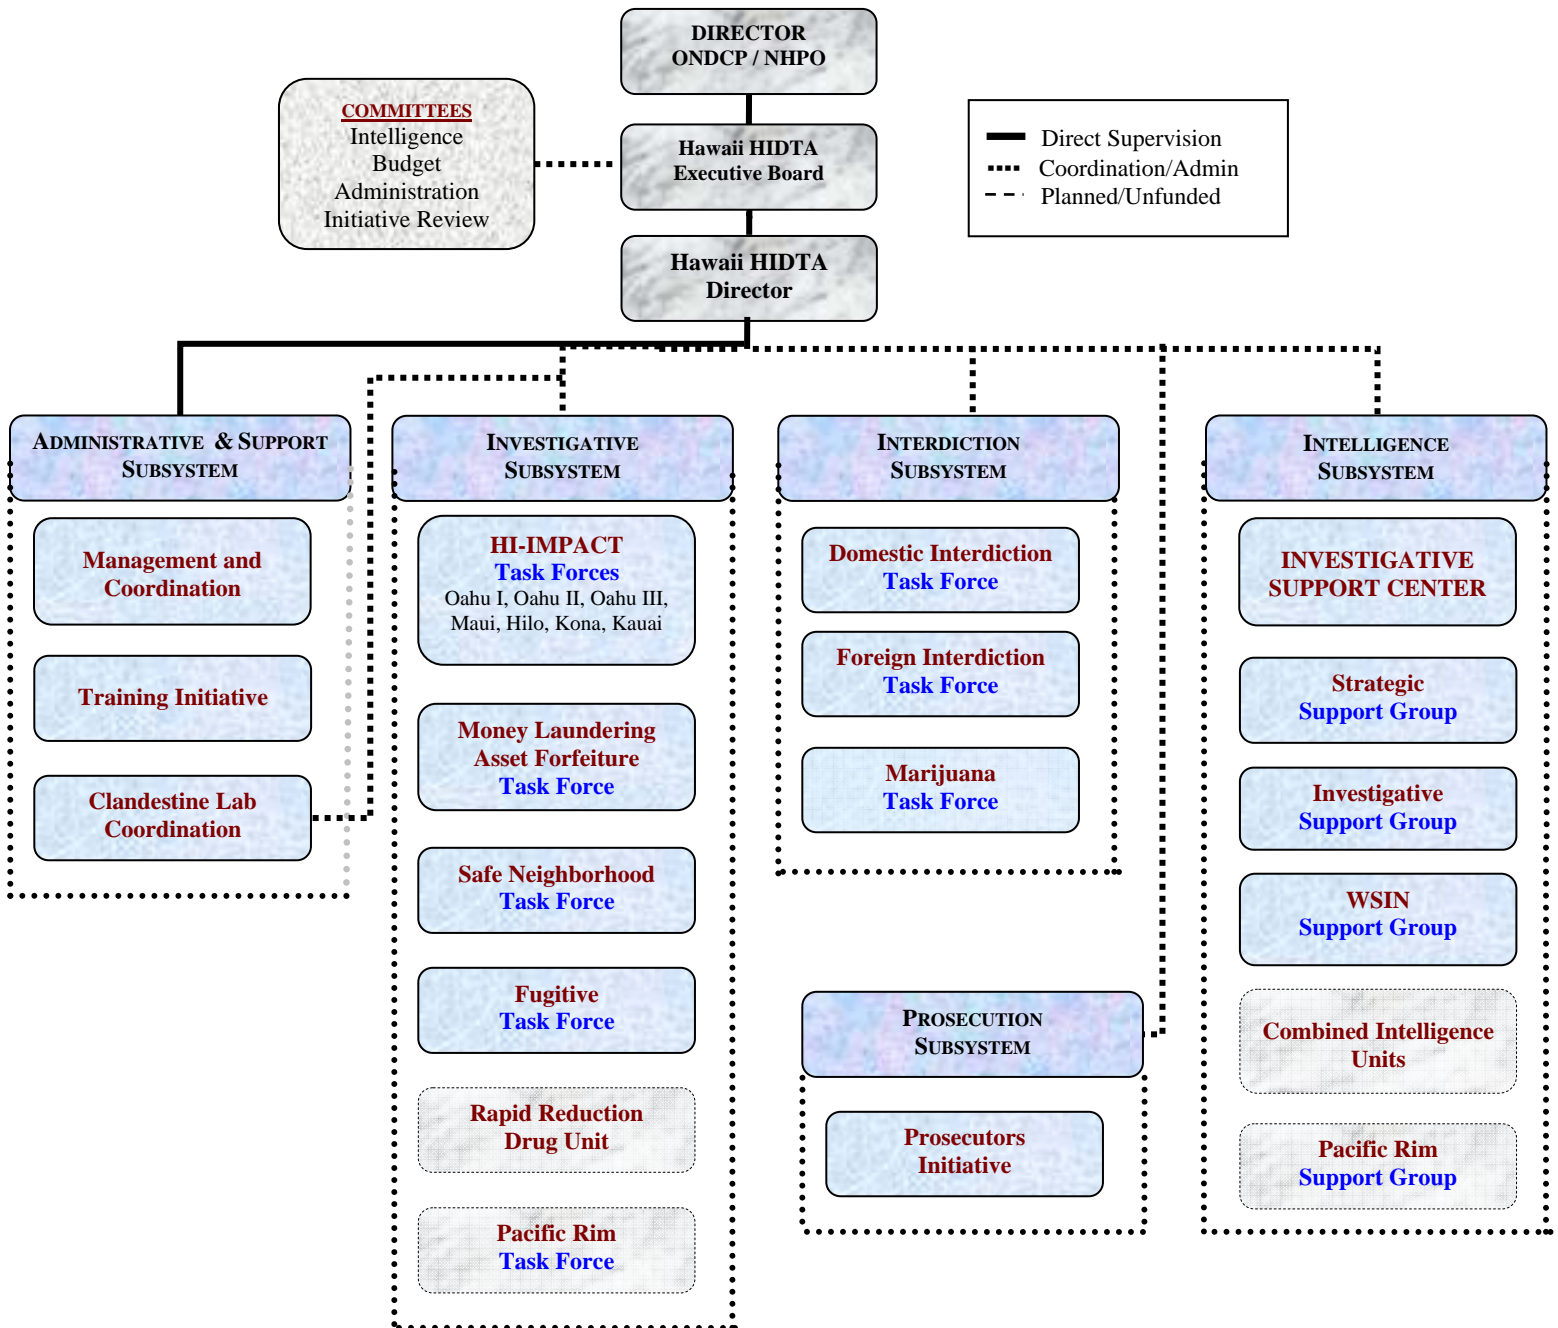 DIRECTOR
ONDCP / NHPO
COMMITTEES
Intelligence
Budget
Administration
Initiative Review
Hawaii HIDTA
Executive Board
Direct Supervision
Coordination/Admin
Planned/Unfunded
Hawaii HIDTA
Director
ADMINISTRATIVE & SUPPORT
SUBSYSTEM
Management and
Coordination
Training Initiative
Clandestine Lab
Coordination
INVESTIGATIVE
SUBSYSTEM
HI-IMPACT
Task Forces
Oahu I, Oahu II, Oahu III,
Maui, Hilo, Kona, Kauai
Money Laundering
Asset Forfeiture
Task Force
Safe Neighborhood
Task Force
Fugitive
Task Force
Rapid Reduction
Drug Unit
Pacific Rim
Task Force
INTERDICTION
SUBSYSTEM
Domestic Interdiction
Task Force
Foreign Interdiction
Task Force
Marijuana
Task Force
PROSECUTION
SUBSYSTEM
Prosecutors
Initiative
INTELLIGENCE
SUBSYSTEM
INVESTIGATIVE
SUPPORT CENTER
Strategic
Support Group
Investigative
Support Group
WSIN
Support Group
Combined Intelligence
Units
Pacific Rim
Support Group